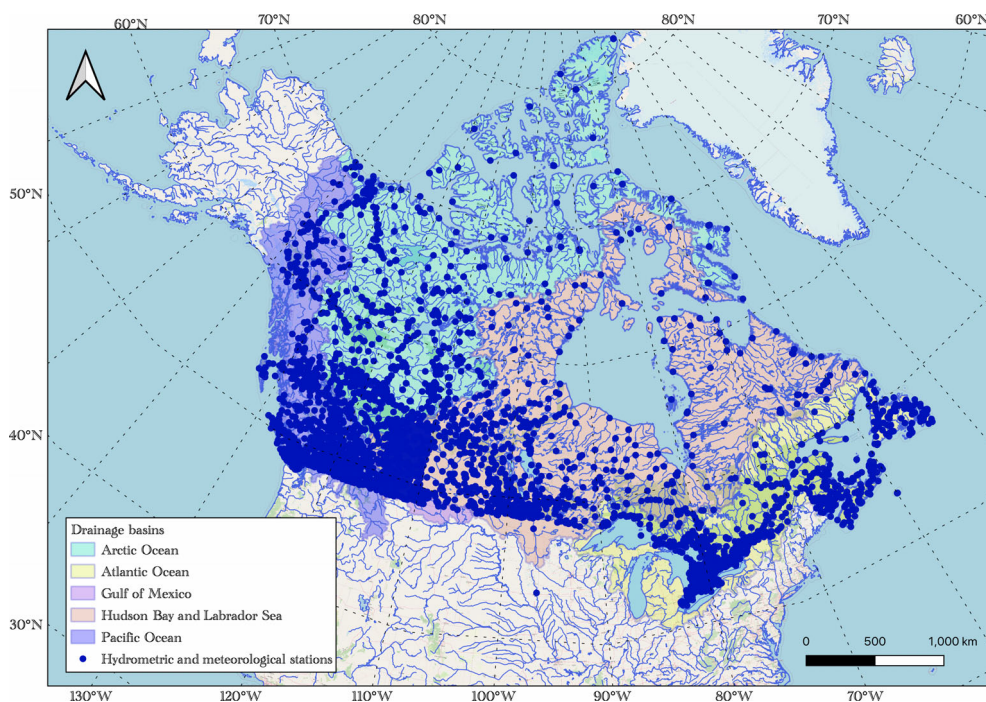 60°N 70°N 80°N 80°N 70°N 60°N
50°N
40°N
30°N
Drainage basins
Arctic Ocean
Atlantic Ocean
Gulf of Mexico
Hudson Bay and Labrador Sea
Pacific Ocean
Hydrometric and meteorological stations
0 500 1,000 km
130°W 120°W 110°W 100°W 90°W 80°W 70°W